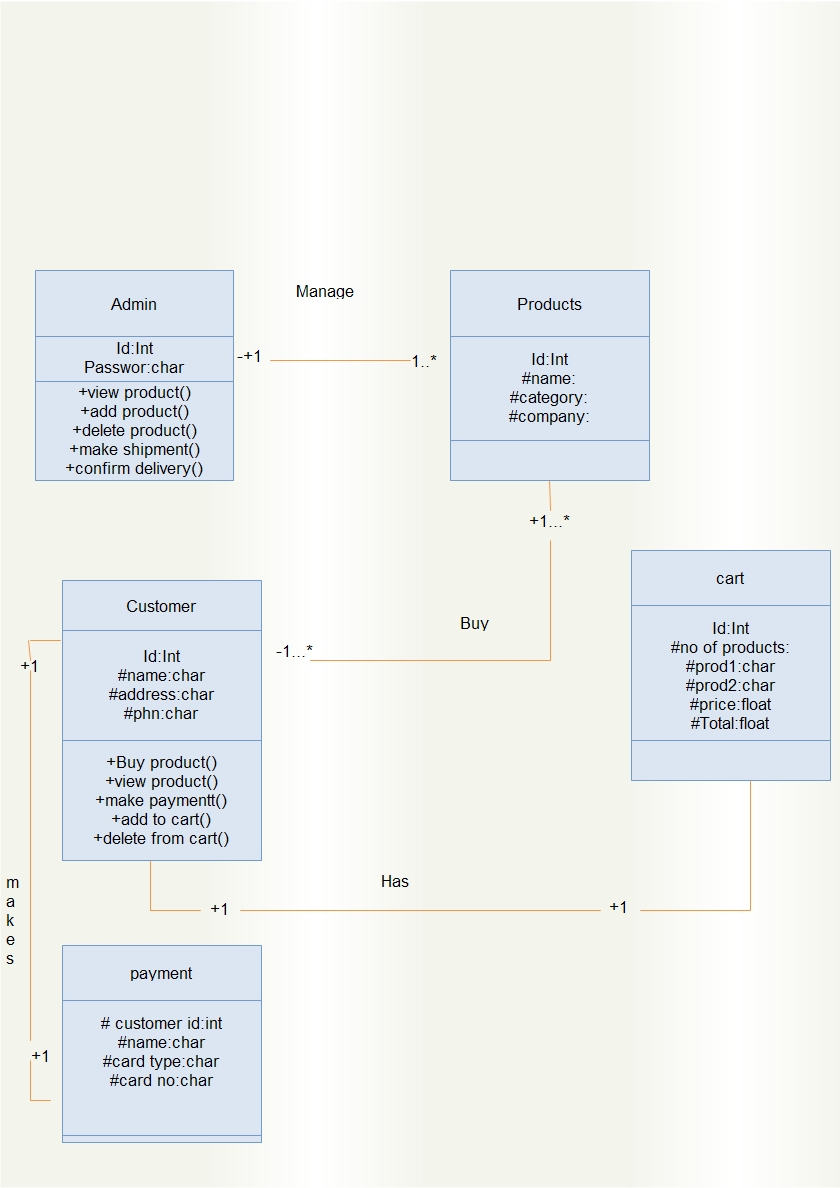 Admin
Id:Int
Passwor:char
+view product()
+add product()
+delete product()
+make shipment()
+confirm delivery()
Manage
-+1
1..*
Products
Id:Int
#name:
#category:
#company:
+1...*
Buy
-1...*
Customer
Id:Int
#name:char
#address:char
#phn:char
+Buy product()
+view product()
+make paymentt()
+add to cart()
+delete from cart()
cart
Id:Int
#no of products:
#prod1:char
#prod2:char
#price:float
#Total:float
Has
+1
+1
+1
m
a
k
e
s
+1
payment
# customer id:int
#name:char
#card type:char
#card no:char